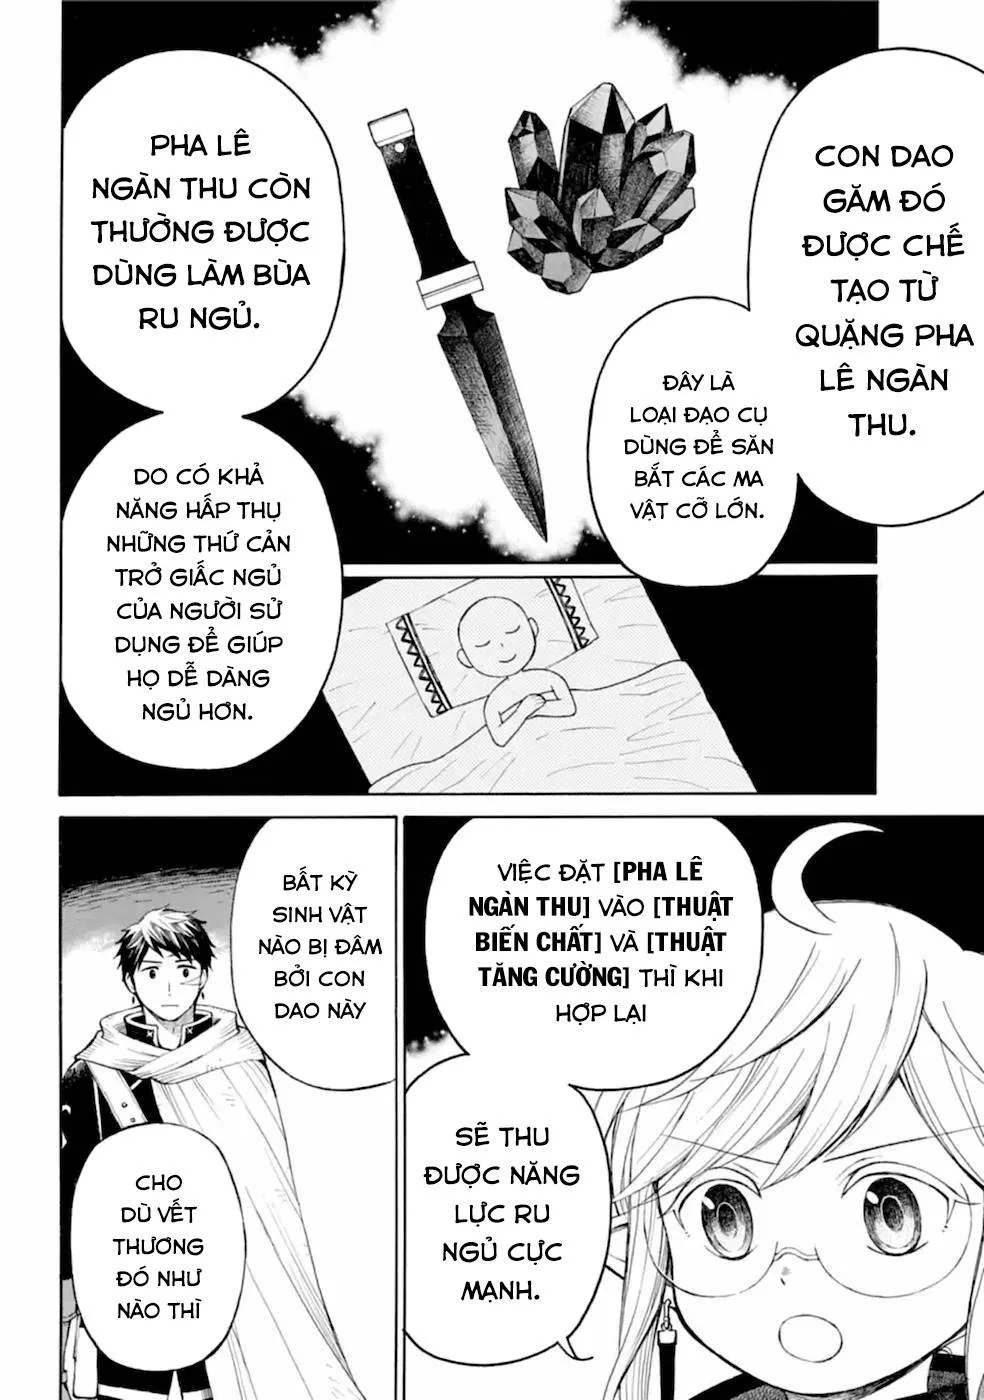 CON DAO
GĂM ĐÓ
ĐƯỢC CHẾ
TẠO TỪ
QUẶNG PHA
LÊ NGÀN
THU.
ĐÂY LÀ
LOẠI ĐẠO CỤ
DÙNG ĐỂ SĂN
BẮT CÁC MA
VẬT CỠ LỚN.
PHA LÊ
NGÀN THU CÒN
THƯỜNG ĐƯỢC
DÙNG LÀM BÙA
RU NGỦ.
DO CÓ KHẢ
NĂNG HẤP THỤ
NHỮNG THỨ CẢN
TRỞ GIẤC NGỦ
CỦA NGƯỜI SỬ
DỤNG ĐỂ GIÚP
HỌ DỄ DÀNG
NGỦ HƠN.
VIỆC ĐẶT [PHA LÊ
NGÀN THU] VÀO [THUẬT
BIẾN CHẤT] VÀ [THUẬT
TĂNG CƯỜNG] THÌ KHI
HỢP LẠI
SẼ THU
ĐƯỢC NĂNG
LỰC RU
NGỦ CỰC
MẠNH.
BẤT KỲ
SINH VẬT
NÀO BỊ ĐÂM
BỞI CON
DAO NÀY
CHO
DÙ VẾT
THƯƠNG
ĐÓ NHƯ
NÀO THÌ